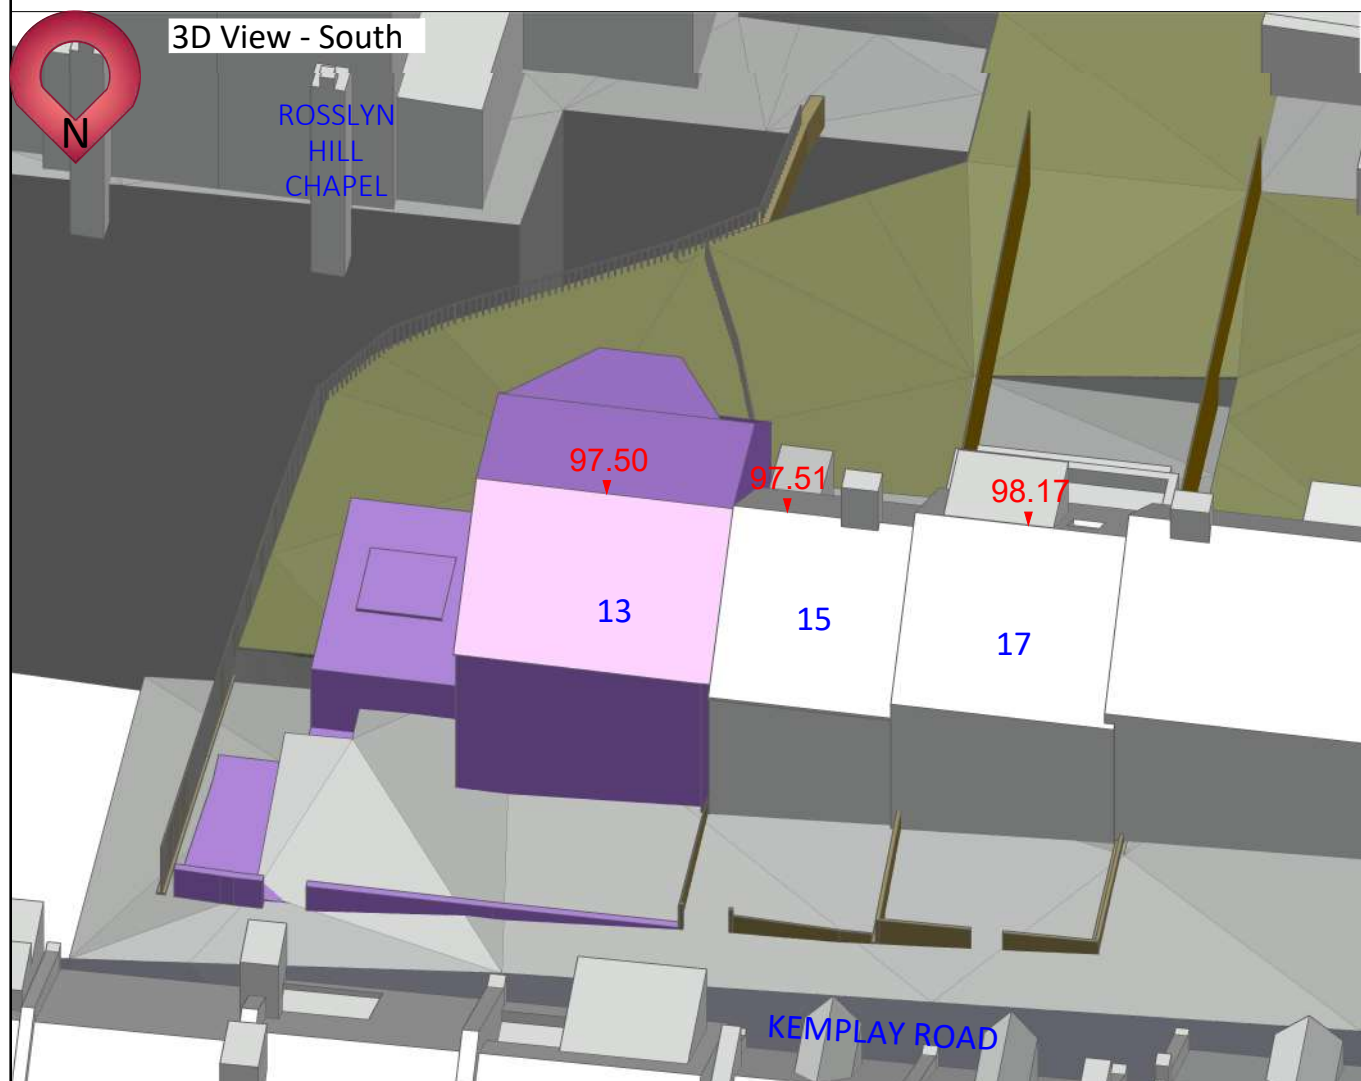 3D View - South
N
ROSSLYN
HILL
CHAPEL
97.50
97.51
98.17
13
15
17
KEMPLAY ROAD